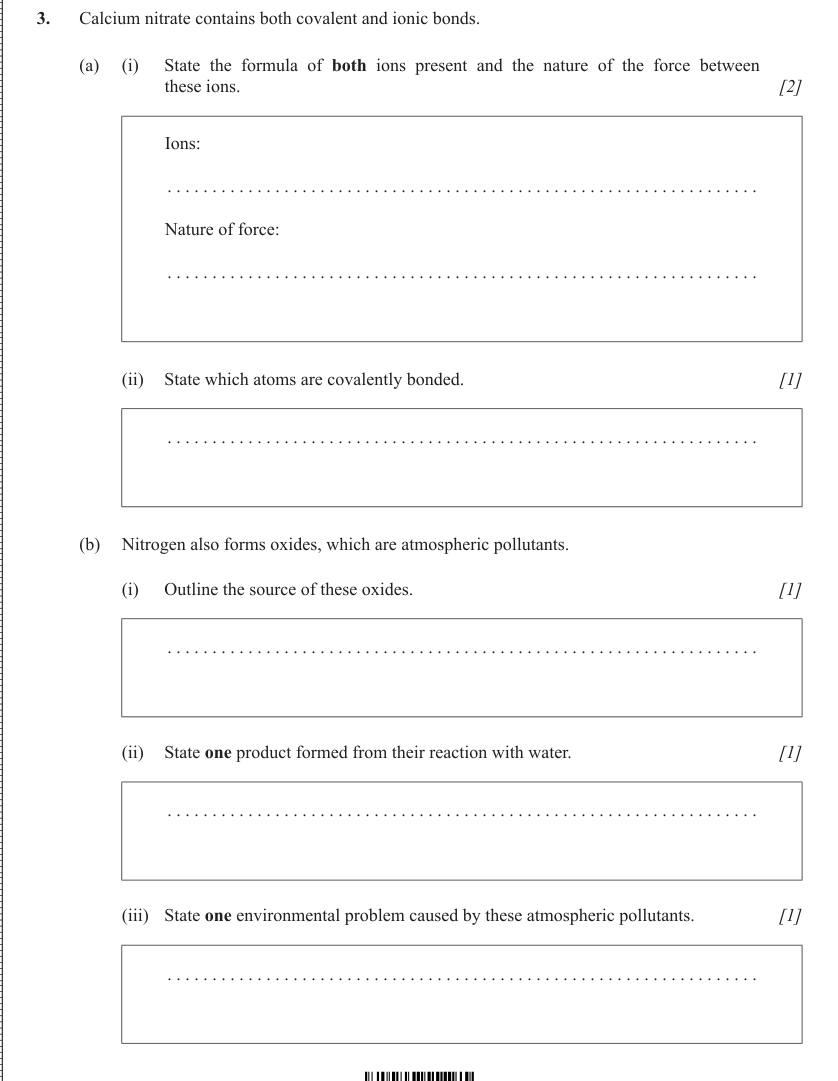 3. Calcium nitrate contains both covalent and ionic bonds.
(a) (i) State the formula of both ions present and the nature of the force between
these ions. [2]
Ions:
. . . . . . . . . . . . . . . . . . . . . . . . . . . . . . . . . . . . . . . . . . . . . . . . . . . . . . . . . . . . . . . . . .
Nature of force:
. . . . . . . . . . . . . . . . . . . . . . . . . . . . . . . . . . . . . . . . . . . . . . . . . . . . . . . . . . . . . . . . . .
(ii) State which atoms are covalently bonded. [1]
. . . . . . . . . . . . . . . . . . . . . . . . . . . . . . . . . . . . . . . . . . . . . . . . . . . . . . . . . . . . . . . . . .
(b) Nitrogen also forms oxides, which are atmospheric pollutants.
(i) Outline the source of these oxides. [1]
. . . . . . . . . . . . . . . . . . . . . . . . . . . . . . . . . . . . . . . . . . . . . . . . . . . . . . . . . . . . . . . . . .
(ii) State one product formed from their reaction with water. [1]
. . . . . . . . . . . . . . . . . . . . . . . . . . . . . . . . . . . . . . . . . . . . . . . . . . . . . . . . . . . . . . . . . .
(iii) State one environmental problem caused by these atmospheric pollutants. [1]
. . . . . . . . . . . . . . . . . . . . . . . . . . . . . . . . . . . . . . . . . . . . . . . . . . . . . . . . . . . . . . . . . .